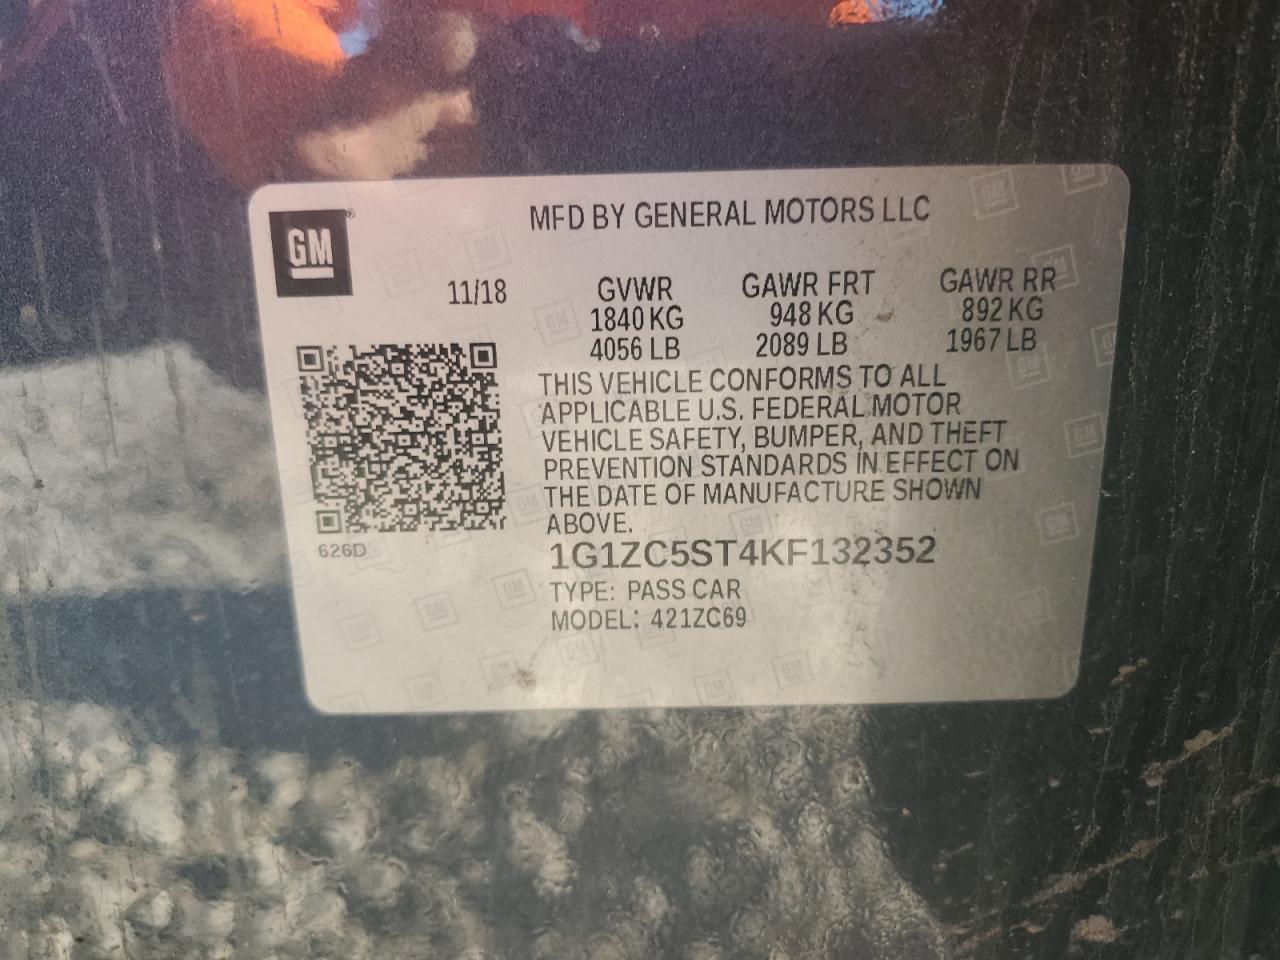 MFD BY GENERAL MOTORS LLC
GM®
11/18 GVWR GAWR FRT GAWR RR
1840 KG 948 KG 892 KG
4056 LB 2089 LB 1967 LB
THIS VEHICLE CONFORMS TO ALL
APPLICABLE U.S. FEDERAL MOTOR
VEHICLE SAFETY, BUMPER, AND THEFT
PREVENTION STANDARDS IN EFFECT ON
THE DATE OF MANUFACTURE SHOWN
ABOVE.
626D
1G1ZC5ST4KF132352
TYPE: PASS CAR
MODEL: 421ZC69